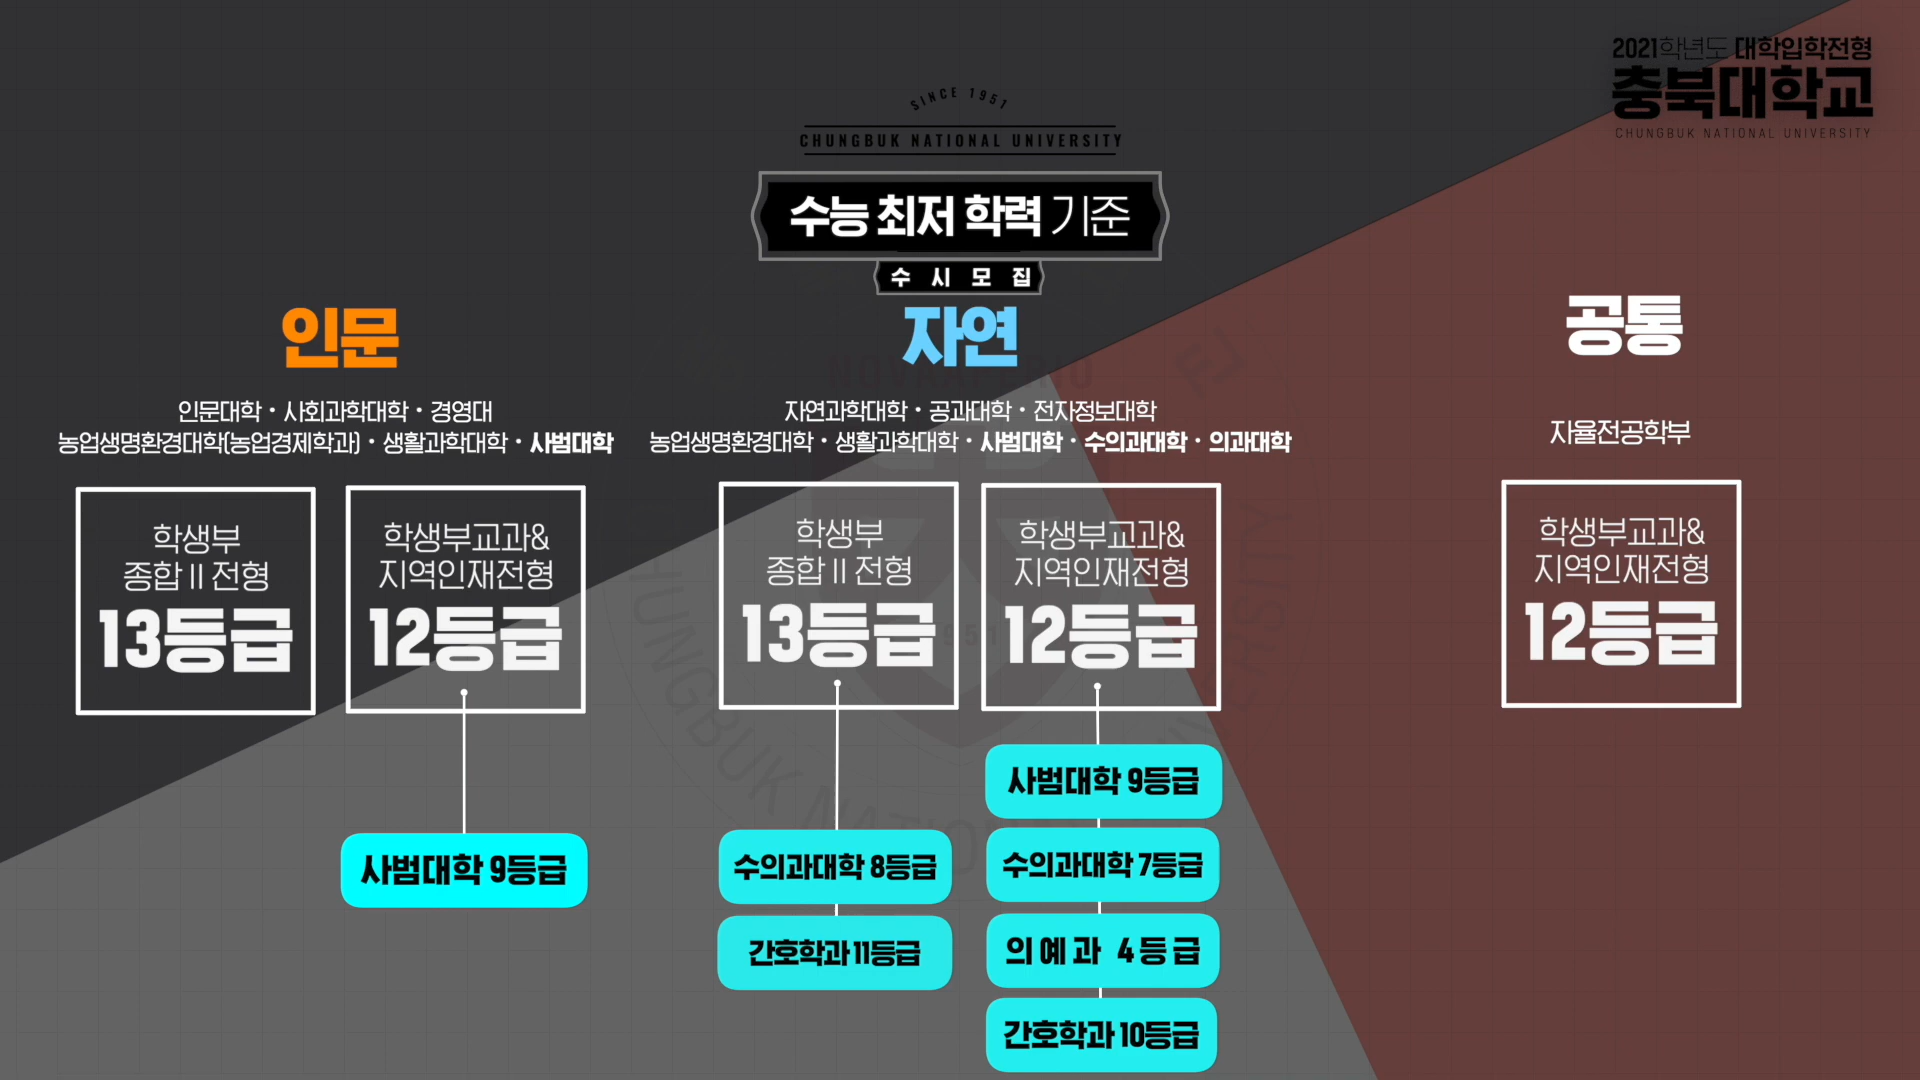 2021학년도 대학입학전형
충북대학교
CHUNGBUK NATIONAL UNIVERSITY
SINCE 1951
CHUNGBUK NATIONAL UNIVERSITY
수능 최저 학력 기준
수시모집
인문
인문대학・사회과학대학・경영대
농업생명환경대학(농업경제학과)・생활과학대학・사범대학
학생부
종합 II 전형
13등급
학생부교과&
지역인재전형
12등급
사범대학 9등급
자연
자연과학대학・공과대학・전자정보대학
농업생명환경대학・생활과학대학・사범대학・수의과대학・의과대학
학생부
종합 II 전형
13등급
수의과대학 8등급
간호학과 11등급
학생부교과&
지역인재전형
12등급
사범대학 9등급
수의과대학 7등급
의예과 4등급
간호학과 10등급
공통
자율전공학부
학생부교과&
지역인재전형
12등급